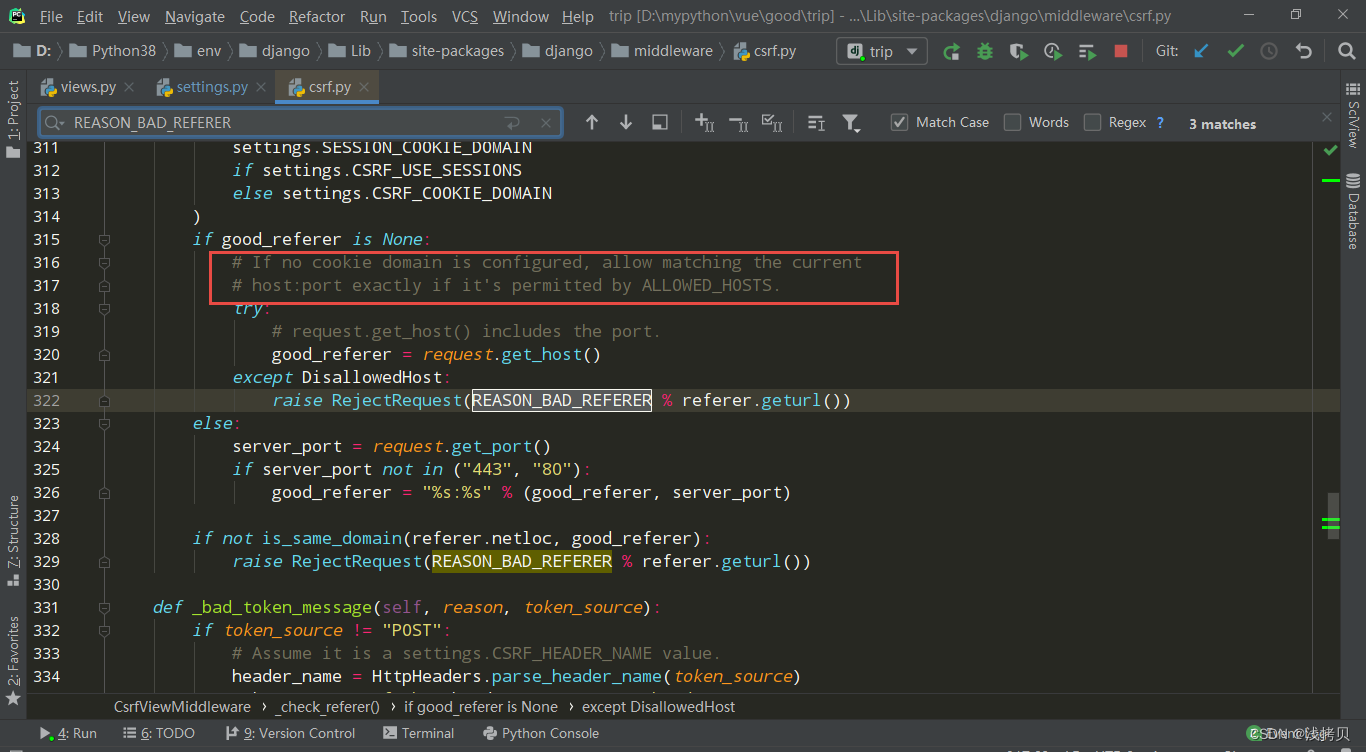 File Edit View Navigate Code Refactor Run Tools VCS Window Help trip [D:\mypython\vue\good\trip] - ...\Lib\site-packages\django\middleware\csrf.py
D: Python38 env django Lib site-packages django middleware csrf.py trip Git:
views.py settings.py csrf.py
REASON_BAD_REFERER Match Case Words Regex ? 3 matches
311 settings.SESSION_COOKIE_DOMAIN
312 if settings.CSRF_USE_SESSIONS
313 else settings.CSRF_COOKIE_DOMAIN
314 )
315 if good_referer is None:
316 # If no cookie domain is configured, allow matching the current
317 # host:port exactly if it's permitted by ALLOWED_HOSTS.
318 try:
319 # request.get_host() includes the port.
320 good_referer = request.get_host()
321 except DisallowedHost:
322 raise RejectRequest(REASON_BAD_REFERER % referer.geturl())
323 else:
324 server_port = request.get_port()
325 if server_port not in ("443", "80"):
326 good_referer = "%s:%s" % (good_referer, server_port)
327
328 if not is_same_domain(referer.netloc, good_referer):
329 raise RejectRequest(REASON_BAD_REFERER % referer.geturl())
330
331 def _bad_token_message(self, reason, token_source):
332 if token_source != "POST":
333 # Assume it is a settings.CSRF_HEADER_NAME value.
334 header_name = HttpHeaders.parse_header_name(token_source)
CsrfViewMiddleware › _check_referer() › if good_referer is None › except DisallowedHost
4: Run 6: TODO 9: Version Control Terminal Python Console
1: Project
Z: Structure
2: Favorites
SciView
Database
CSDN @钱拷贝